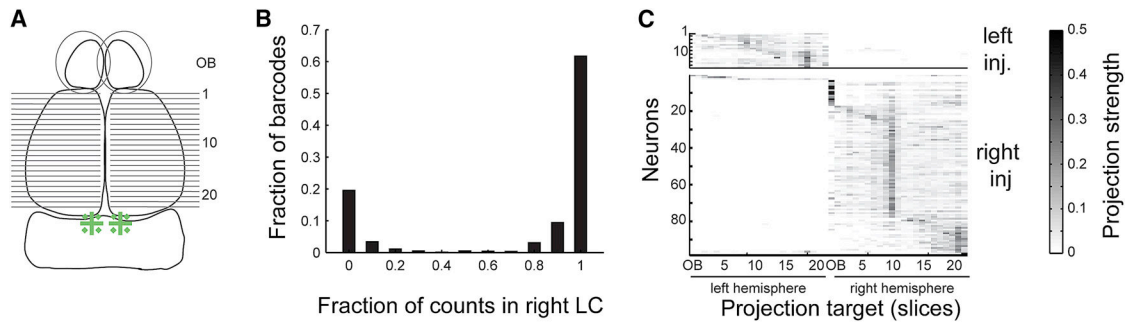 A
OB
1
10
20
B
Fraction of barcodes
0.7
0.6
0.5
0.4
0.3
0.2
0.1
0
0 0.2 0.4 0.6 0.8 1
Fraction of counts in right LC
C
Neurons
1
10
20
40
60
80
left
inj.
right
inj
OB 5 10 15 20 OB 5 10 15 20
left hemisphere right hemisphere
Projection target (slices)
0.5
0.4
0.3
0.2
0.1
0
Projection strength